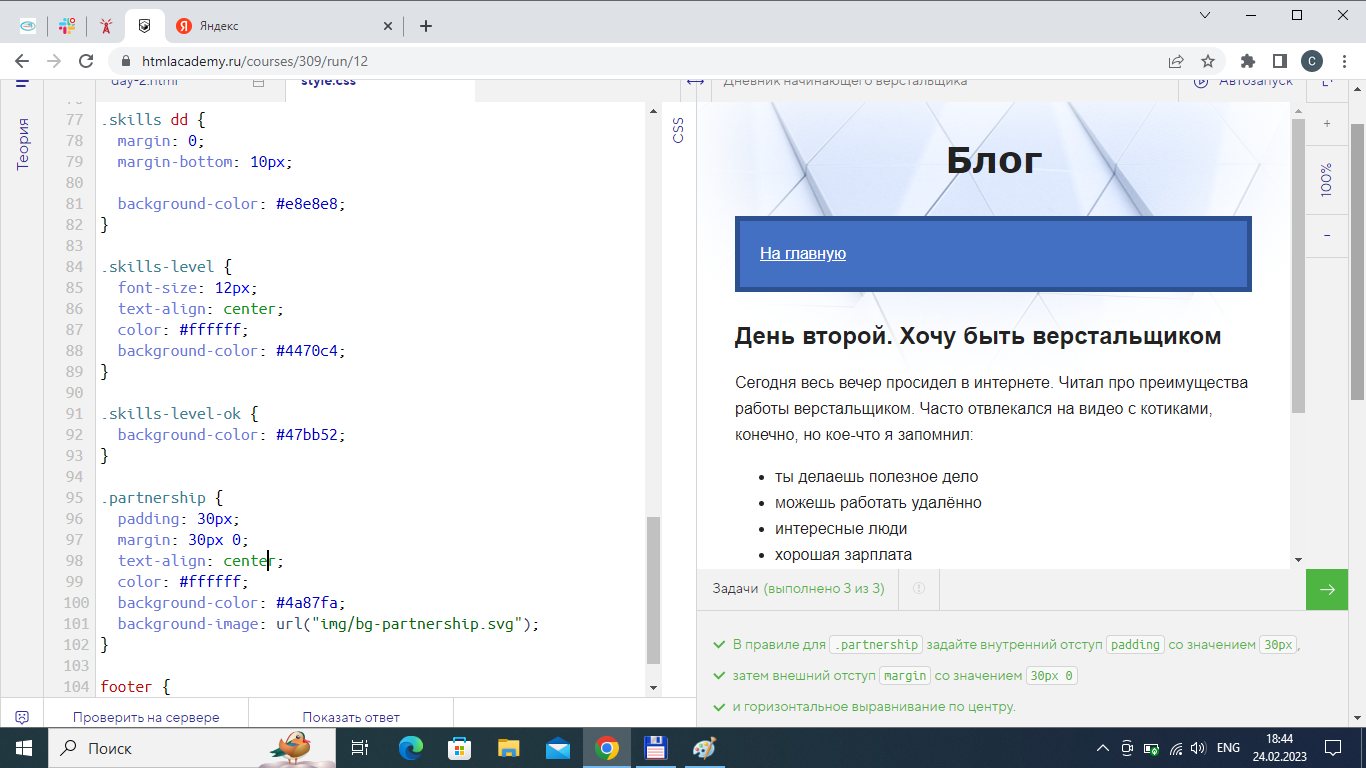 Яндекс
htmlacademy.ru/courses/309/run/12
C
day-2.html
style.css
Дневник начинающего верстальщика
Автозапуск
Теория
77 .skills dd {
78 margin: 0;
79 margin-bottom: 10px;
80
81 background-color: #e8e8e8;
82 }
83
84 .skills-level {
85 font-size: 12px;
86 text-align: center;
87 color: #ffffff;
88 background-color: #4470c4;
89 }
90
91 .skills-level-ok {
92 background-color: #47bb52;
93 }
94
95 .partnership {
96 padding: 30px;
97 margin: 30px 0;
98 text-align: center;
99 color: #ffffff;
100 background-color: #4a87fa;
101 background-image: url("img/bg-partnership.svg");
102 }
103
104 footer {
CSS
Блог
На главную
День второй. Хочу быть верстальщиком
Сегодня весь вечер просидел в интернете. Читал про преимущества
работы верстальщиком. Часто отвлекался на видео с котиками,
конечно, но кое-что я запомнил:
• ты делаешь полезное дело
• можешь работать удалённо
• интересные люди
• хорошая зарплата
+
100%
-
Задачи (выполнено 3 из 3)
В правиле для .partnership задайте внутренний отступ padding со значением 30px,
затем внешний отступ margin со значением 30px 0
и горизонтальное выравнивание по центру.
Проверить на сервере
Показать ответ
Поиск
ENG
18:44
24.02.2023